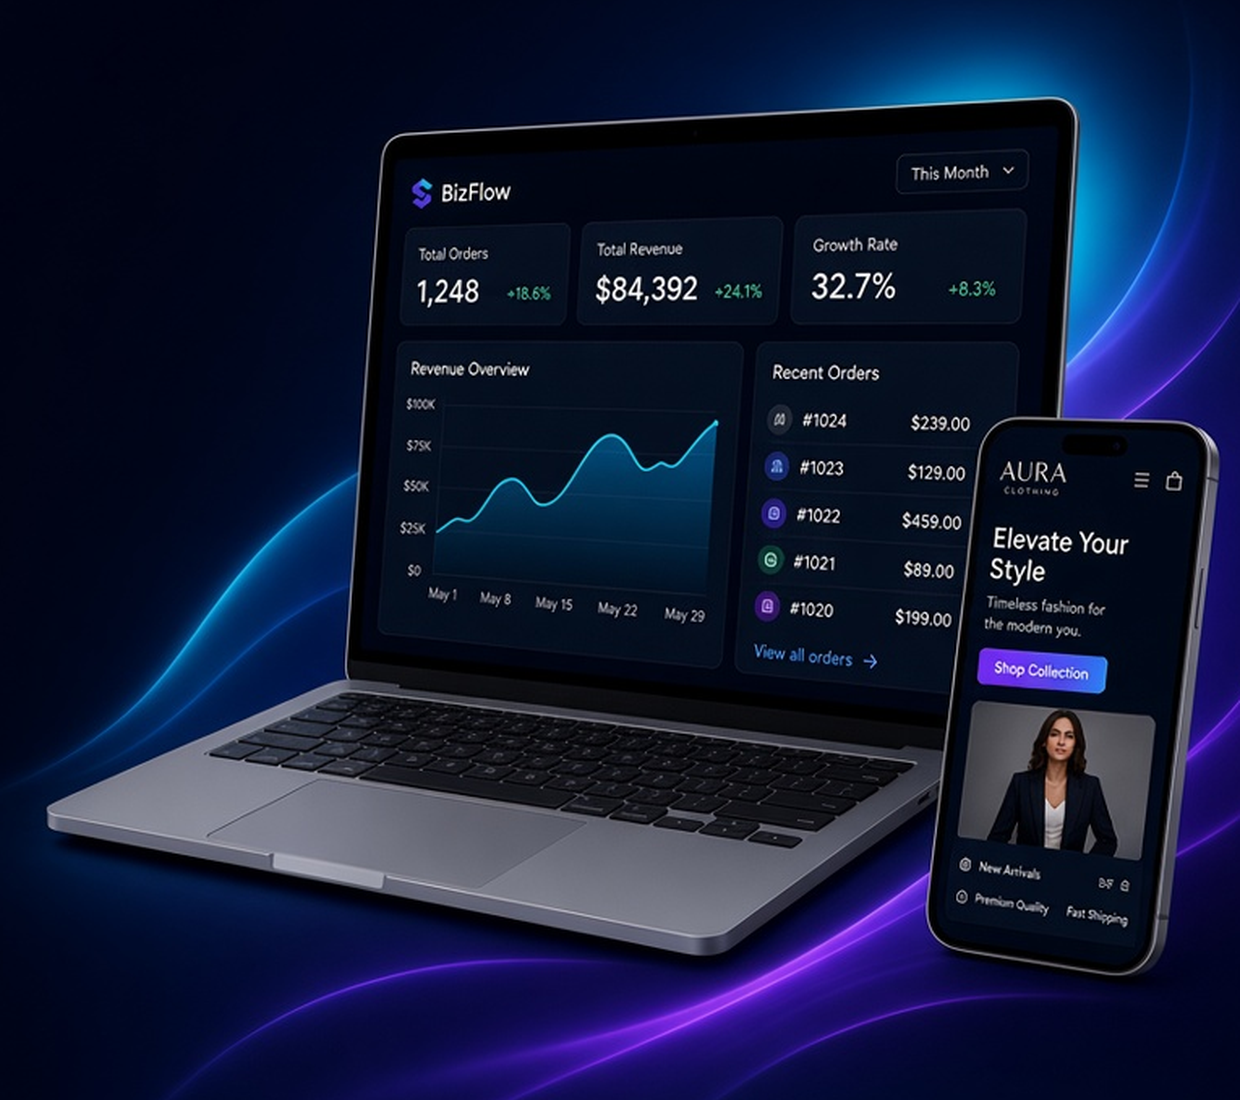 BizFlow
This Month
Total Orders
1,248 +18.6%
Total Revenue
$84,392 +24.1%
Growth Rate
32.7% +8.3%
Revenue Overview
$100K
$75K
$50K
$25K
$0
May 1 May 8 May 15 May 22 May 29
Recent Orders
#1024 $239.00
#1023 $129.00
#1022 $459.00
#1021 $89.00
#1020 $199.00
View all orders →
AURA
CLOTHING
Elevate Your
Style
Timeless fashion for
the modern you.
Shop Collection
New Arrivals
Premium Quality Fast Shipping